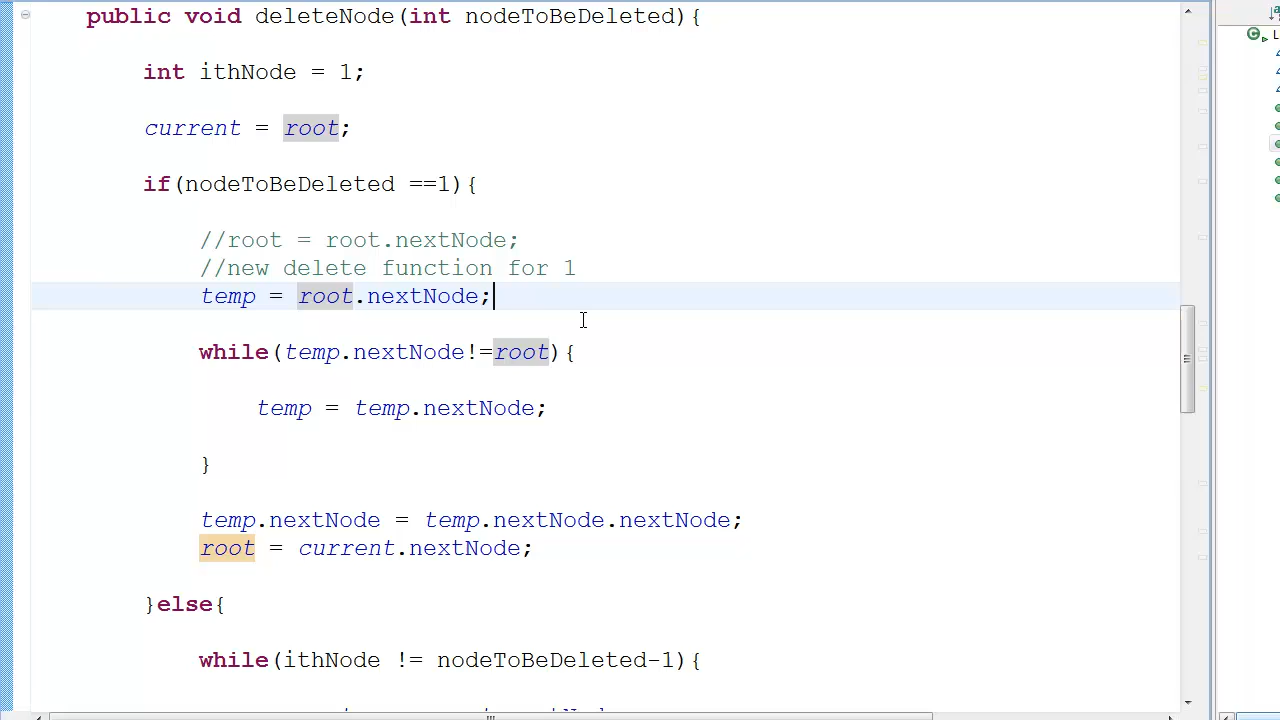 public void deleteNode(int nodeToBeDeleted){
int ithNode = 1;
current = root;
if(nodeToBeDeleted ==1){
//root = root.nextNode;
//new delete function for 1
temp = root.nextNode;
while(temp.nextNode!=root){
temp = temp.nextNode;
}
temp.nextNode = temp.nextNode.nextNode;
root = current.nextNode;
}else{
while(ithNode != nodeToBeDeleted-1){